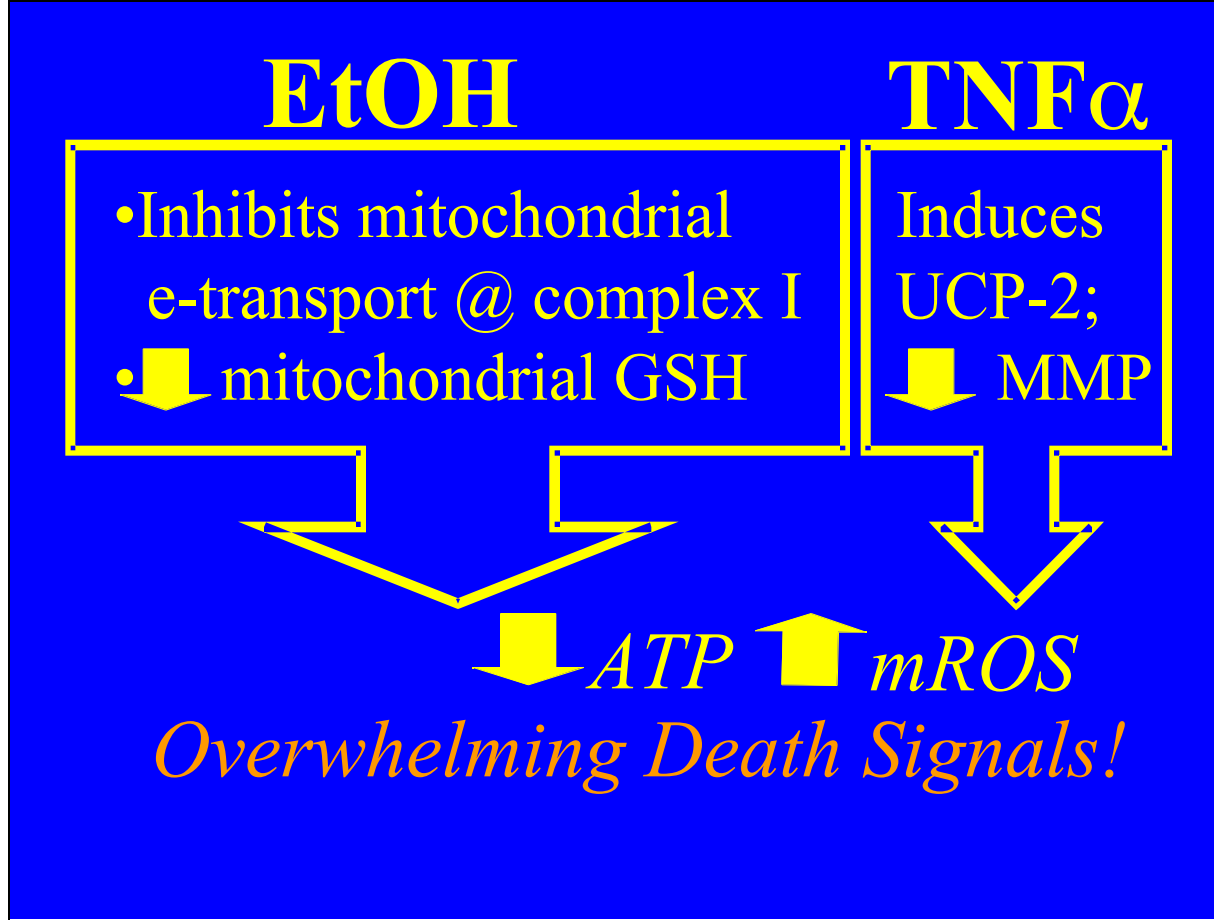 EtOH
•Inhibits mitochondrial
e-transport @ complex I
• mitochondrial GSH
TNFα
Induces
UCP-2;
MMP
ATP mROS
Overwhelming Death Signals!